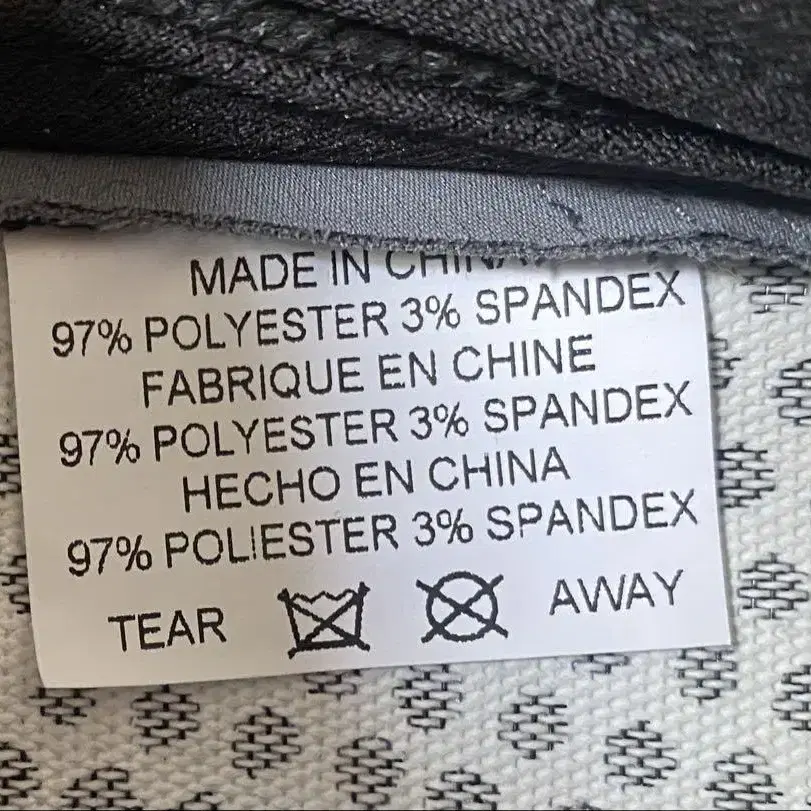 MADE IN CHINA
97% POLYESTER 3% SPANDEX
FABRIQUE EN CHINE
97% POLYESTER 3% SPANDEX
HECHO EN CHINA
97% POLIESTER 3% SPANDEX
TEAR AWAY